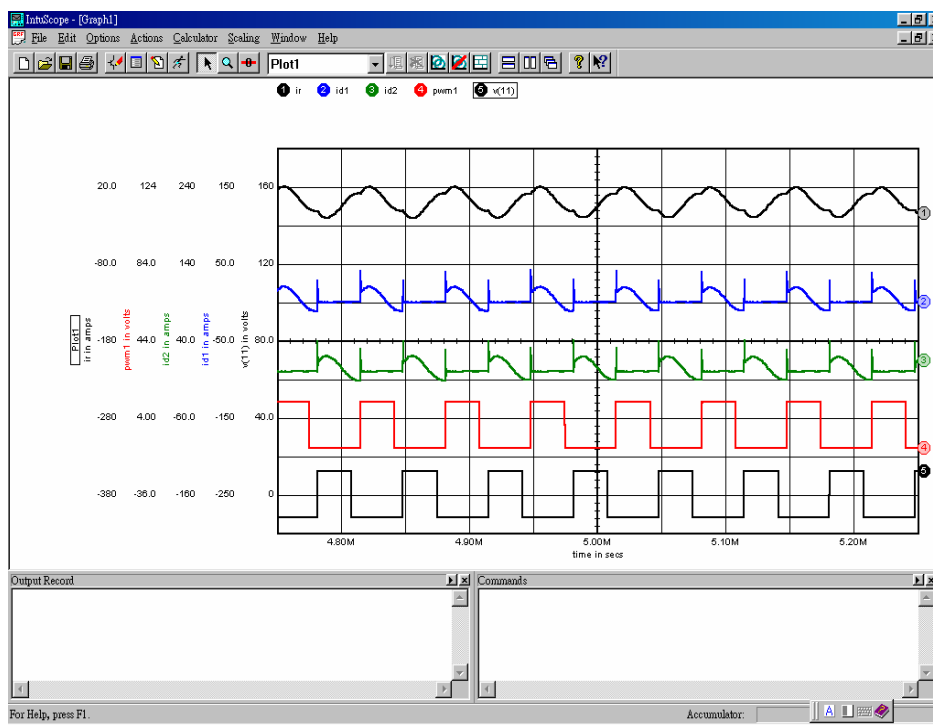 IntuScope - [Graph1]
File Edit Options Actions Calculator Scaling Window Help
Plot1
1 ir 2 id1 3 id2 4 pwm1 5 v(11)
20.0 124 240 150 160
-80.0 84.0 140 50.0 120
-180 44.0 40.0 -50.0 80.0
-280 4.00 -60.0 -150 40.0
-380 -36.0 -160 -250 0
Plot1
ir in amps
pwm1 in volts
id2 in amps
id1 in amps
v(11) in volts
1
2
3
4
5
4.80M 4.90M 5.00M 5.10M 5.20M
time in secs
Output Record
Commands
For Help, press F1.
Accumulator:
A